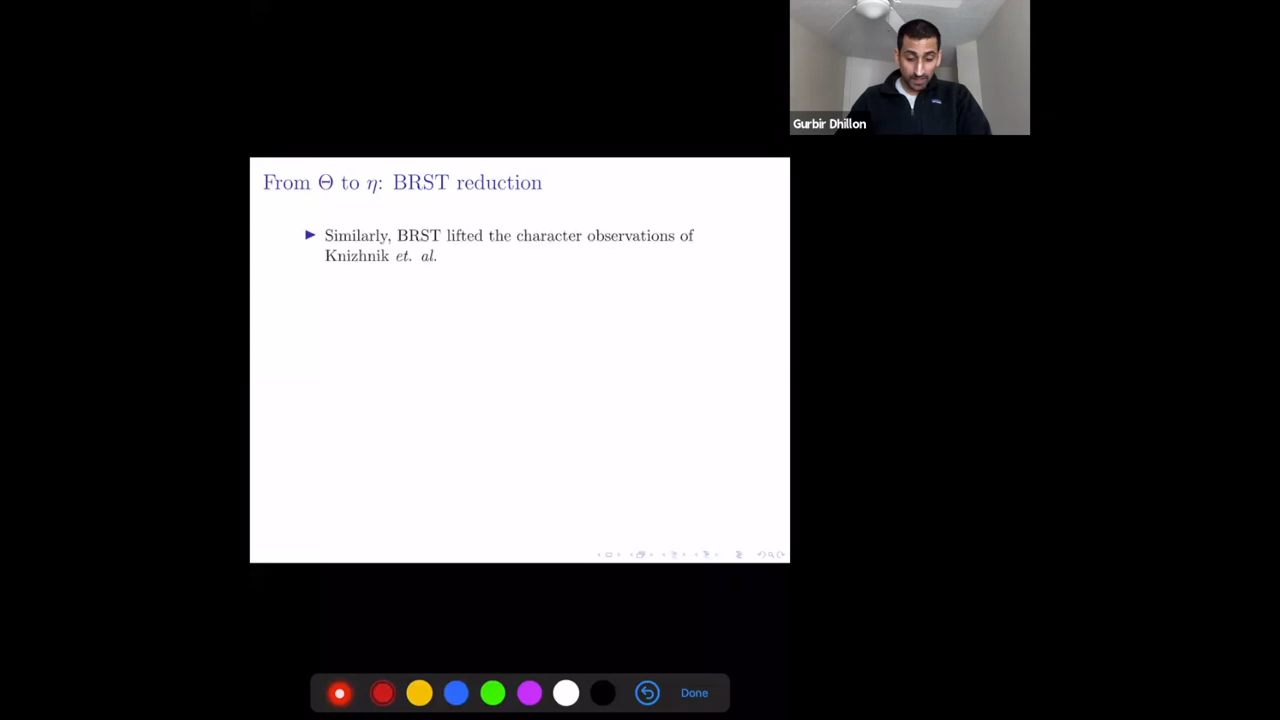 Gurbir Dhillon
From Θ to η: BRST reduction
▶ Similarly, BRST lifted the character observations of
Knizhnik et. al.
Done